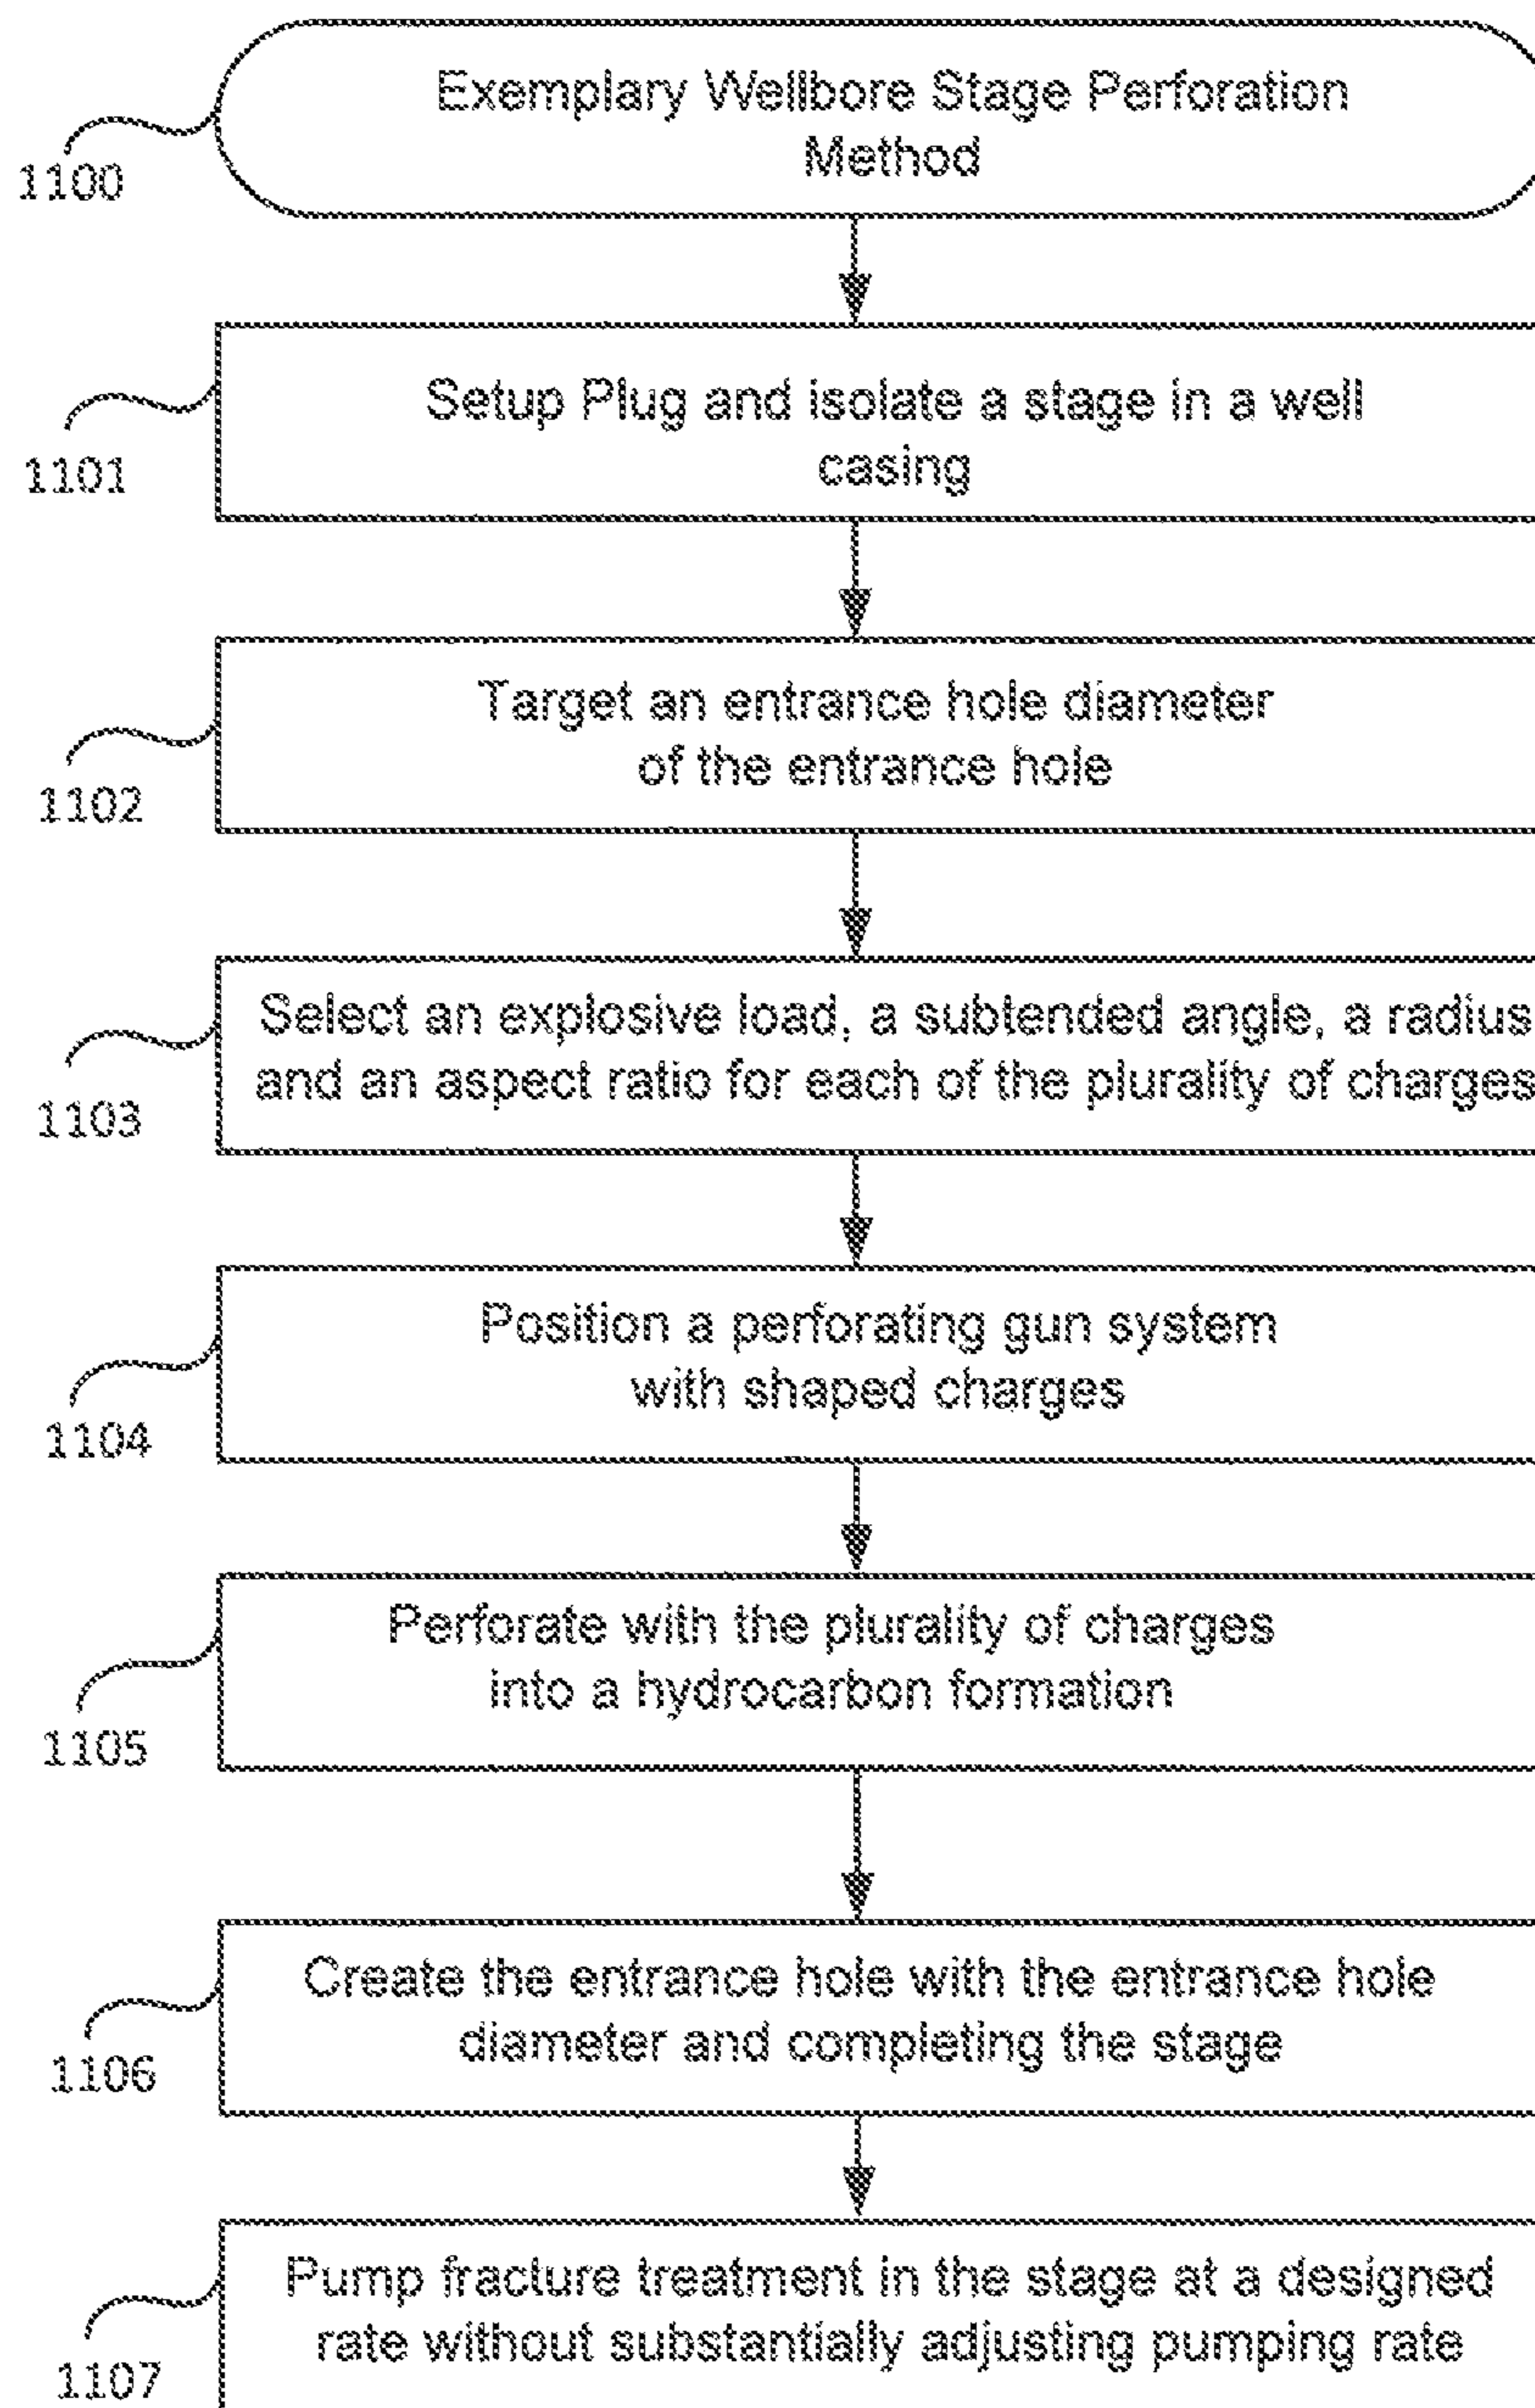 Exemplary Wellbore Stage Perforation
Method
1100
Setup Plug and isolate a stage in a well
casing
1101
Target an entrance hole diameter
of the entrance hole
1102
Select an explosive load, a subtended angle, a radius
and an aspect ratio for each of the plurality of charges
1103
Position a perforating gun system
with shaped charges
1104
Perforate with the plurality of charges
into a hydrocarbon formation
1105
Create the entrance hole with the entrance hole
diameter and completing the stage
1106
Pump fracture treatment in the stage at a designed
rate without substantially adjusting pumping rate
1107